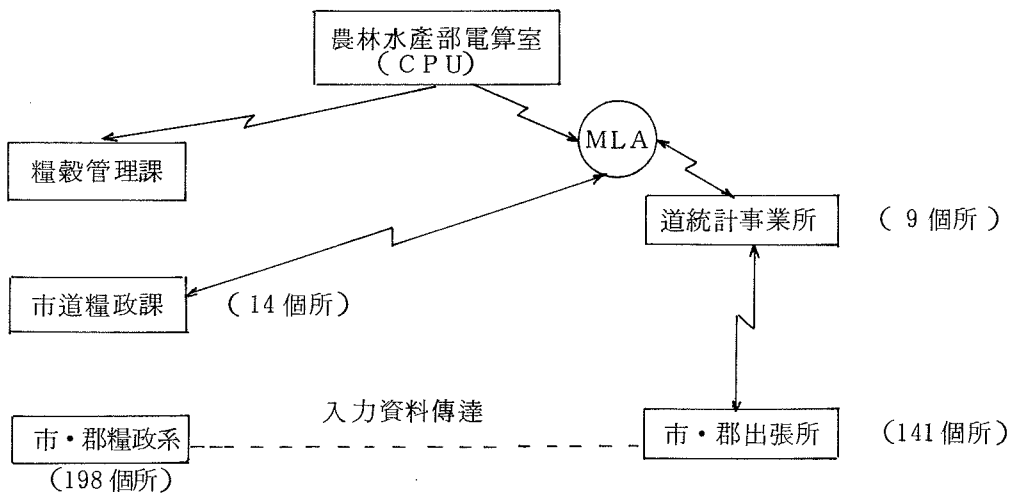 農林水產部電算室
(CPU)
MLA
糧穀管理課
道統計事業所 (9個所)
市道糧政課 (14個所)
入力資料傳達
市・郡糧政系
市・郡出張所 (141個所)
(198個所)